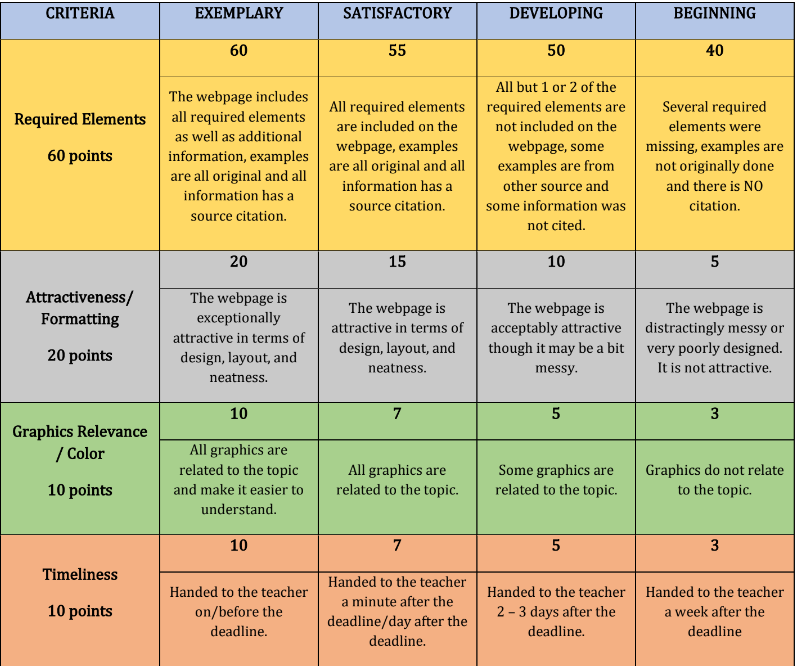 CRITERIA
EXEMPLARY
SATISFACTORY
DEVELOPING
BEGINNING
Required Elements
60 points
60
The webpage includes
all required elements
as well as additional
information, examples
are all original and all
information has a
source citation.
55
All required elements
are included on the
webpage, examples
are all original and all
information has a
source citation.
50
All but 1 or 2 of the
required elements are
not included on the
webpage, some
examples are from
other source and
some information was
not cited.
40
Several required
elements were
missing, examples are
not originally done
and there is NO
citation.
Attractiveness/
Formatting
20 points
20
The webpage is
exceptionally
attractive in terms of
design, layout, and
neatness.
15
The webpage is
attractive in terms of
design, layout, and
neatness.
10
The webpage is
acceptably attractive
though it may be a bit
messy.
5
The webpage is
distractingly messy or
very poorly designed.
It is not attractive.
Graphics Relevance
/ Color
10 points
10
All graphics are
related to the topic
and make it easier to
understand.
7
All graphics are
related to the topic.
5
Some graphics are
related to the topic.
3
Graphics do not relate
to the topic.
Timeliness
10 points
10
Handed to the teacher
on/before the
deadline.
7
Handed to the teacher
a minute after the
deadline/day after the
deadline.
5
Handed to the teacher
2 – 3 days after the
deadline.
3
Handed to the teacher
a week after the
deadline